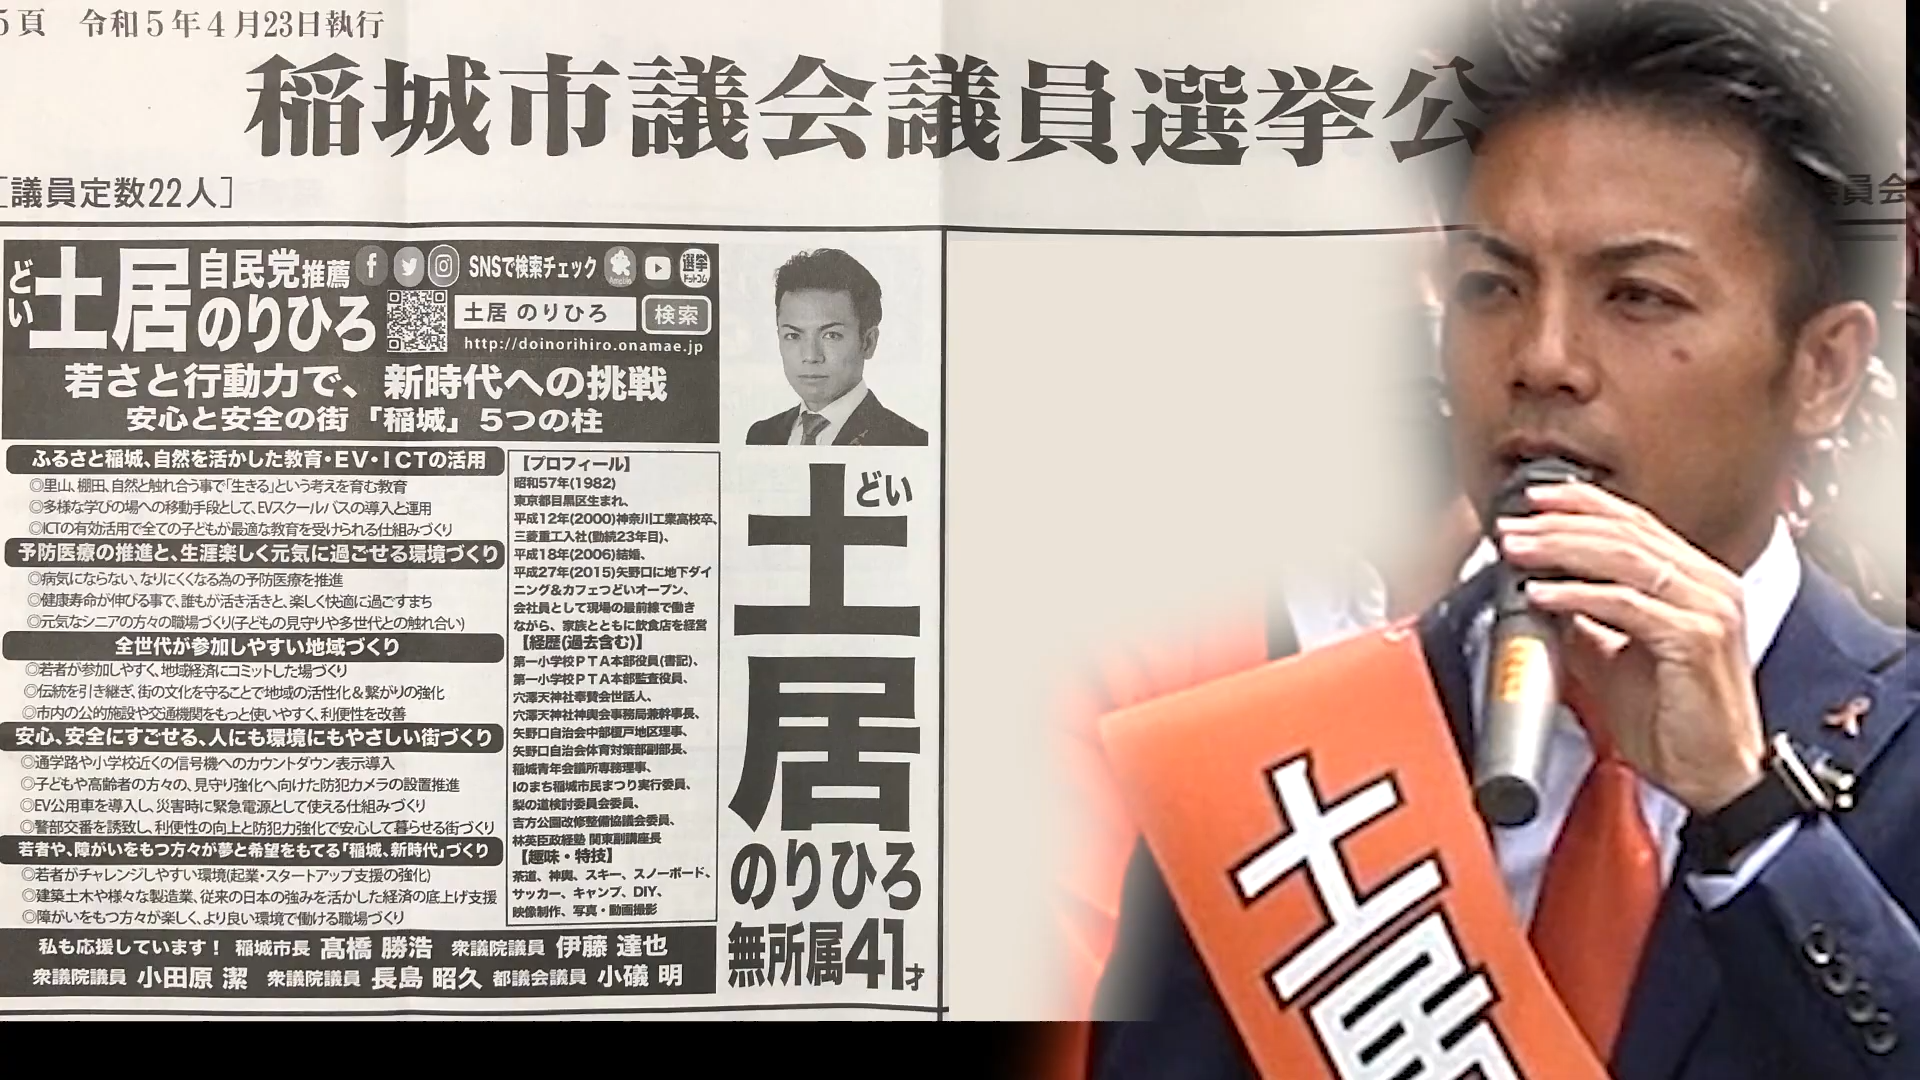 5頁 令和5年4月23日執行
稲城市議会議員選挙公
[議員定数22人]
員会
どい
土居
自民党推薦
のりひろ
SNSで検索チェック
選挙ドットコム
土居 のりひろ
検索
http://doinorihiro.onamae.jp
若さと行動力で、新時代への挑戦
安心と安全の街「稲城」5つの柱
ふるさと稲城、自然を活かした教育・EV・ICTの活用
◎里山、棚田、自然と触れ合う事で「生きる」という考えを育む教育
◎多様な学びの場への移動手段として、EVスクールバスの導入と運用
◎ICTの有効活用で全ての子どもが最適な教育を受けられる仕組みづくり
予防医療の推進と、生涯楽しく元気に過ごせる環境づくり
◎病気にならない、なりにくくなる為の予防医療を推進
◎健康寿命が伸びる事で、誰もが活き活きと、楽しく快適に過ごすまち
◎元気なシニアの方々の職場づくり(子どもの見守りや多世代との触れ合い)
全世代が参加しやすい地域づくり
◎若者が参加しやすく、地域経済にコミットした場づくり
◎伝統を引き継ぎ、街の文化を守ることで地域の活性化&繋がりの強化
◎市内の公的施設や交通機関をもっと使いやすく、利便性を改善
安心、安全にすごせる、人にも環境にもやさしい街づくり
◎通学路や小学校近くの信号機へのカウントダウン表示導入
◎子どもや高齢者の方々の、見守り強化へ向けた防犯カメラの設置推進
◎EV公用車を導入し、災害時に緊急電源として使える仕組みづくり
◎警部交番を誘致し、利便性の向上と防犯力強化で安心して暮らせる街づくり
若者や、障がいをもつ方々が夢と希望をもてる「稲城、新時代」づくり
◎若者がチャレンジしやすい環境(起業・スタートアップ支援の強化)
◎建築土木や様々な製造業、従来の日本の強みを活かした経済の底上げ支援
◎障がいをもつ方々が楽しく、より良い環境で働ける職場づくり
【プロフィール】
昭和57年(1982)
東京都目黒区生まれ、
平成12年(2000)神奈川工業高校卒、
三菱重工入社(勤続23年目)、
平成18年(2006)結婚、
平成27年(2015)矢野口に地下ダイ
ニング&カフェつどいオープン、
会社員として現場の最前線で働き
ながら、家族とともに飲食店を経営
【経歴(過去含む)】
第一小学校PTA本部役員(書記)、
第一小学校PTA本部監査役員、
穴澤天神社奉賛会世話人、
穴澤天神社神輿会事務局兼幹事長、
矢野口自治会中部榎戸地区理事、
矢野口自治会体育対策部副部長、
稲城青年会議所専務理事、
Iのまち稲城市民まつり実行委員、
梨の道検討委員会委員、
吉方公園改修整備協議会委員、
林英臣政経塾 関東副講座長
【趣味・特技】
茶道、神輿、スキー、スノーボード、
サッカー、キャンプ、DIY、
映像制作、写真・動画撮影
私も応援しています! 稲城市長 髙橋 勝浩 衆議院議員 伊藤 達也
衆議院議員 小田原 潔 衆議院議員 長島 昭久 都議会議員 小磯 明
どい
土居
のりひろ
無所属41才
土居